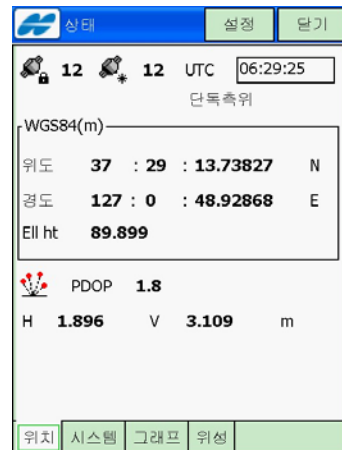 상태 설정 닫기
12 12 UTC 06:29:25
단독측위
WGS84(m)
위도 37 : 29 : 13.73827 N
경도 127 : 0 : 48.92868 E
Ell ht 89.899
PDOP 1.8
H 1.896 V 3.109 m
위치 시스템 그래프 위성